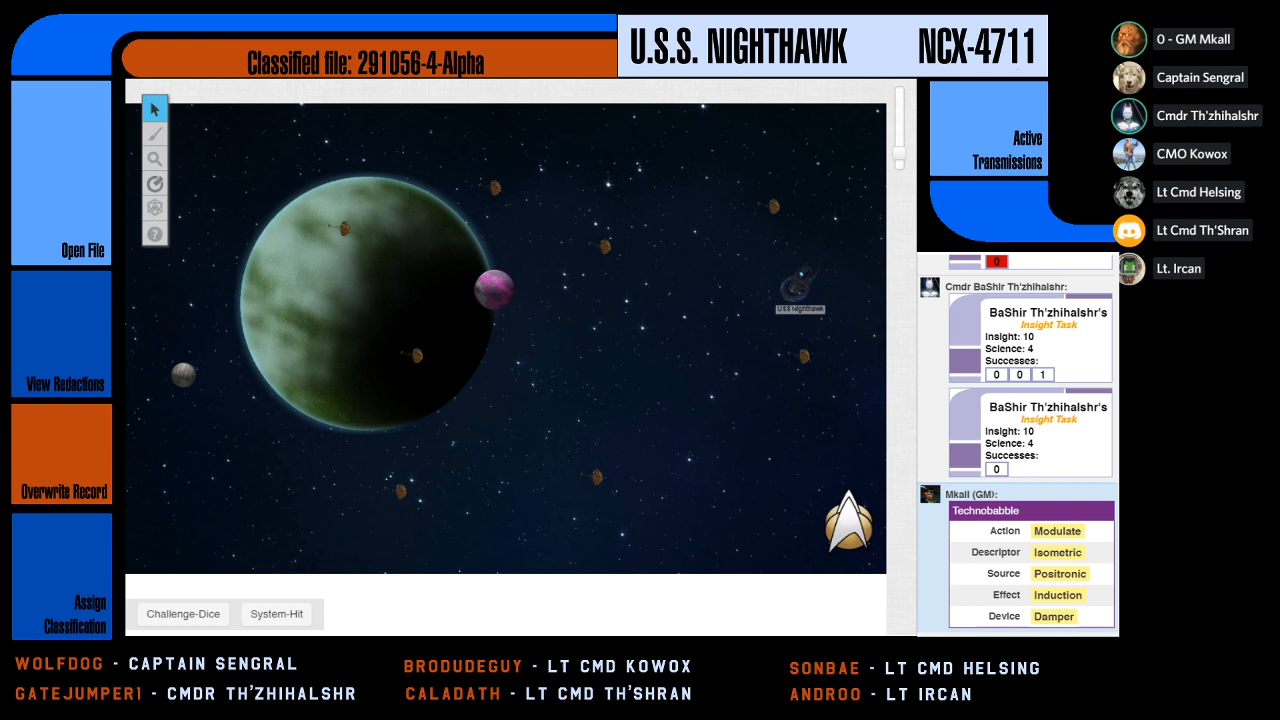 Classified file: 291056-4-Alpha
U.S.S. NIGHTHAWK NCX-4711
0 - GM Mkall
Captain Sengral
Cmdr Th'zhihalshr
CMO Kowox
Lt Cmd Helsing
Lt Cmd Th'Shran
Lt. Ircan
Active
Transmissions
Open File
View Redactions
Overwrite Record
Assign
Classification
USS Nighthawk
0
Cmdr BaShir Th'zhihalshr:
BaShir Th'zhihalshr's
Insight Task
Insight: 10
Science: 4
Successes:
0 0 1
BaShir Th'zhihalshr's
Insight Task
Insight: 10
Science: 4
Successes:
0
Mkall (GM):
Technobabble
Action Modulate
Descriptor Isometric
Source Positronic
Effect Induction
Device Damper
Challenge-Dice System-Hit
WOLFDOG - CAPTAIN SENGRAL
BRODUDEGUY - LT CMD KOWOX
SONBAE - LT CMD HELSING
GATEJUMPER1 - CMDR TH'ZHIHALSHR
CALADATH - LT CMD TH'SHRAN
ANDROO - LT IRCAN